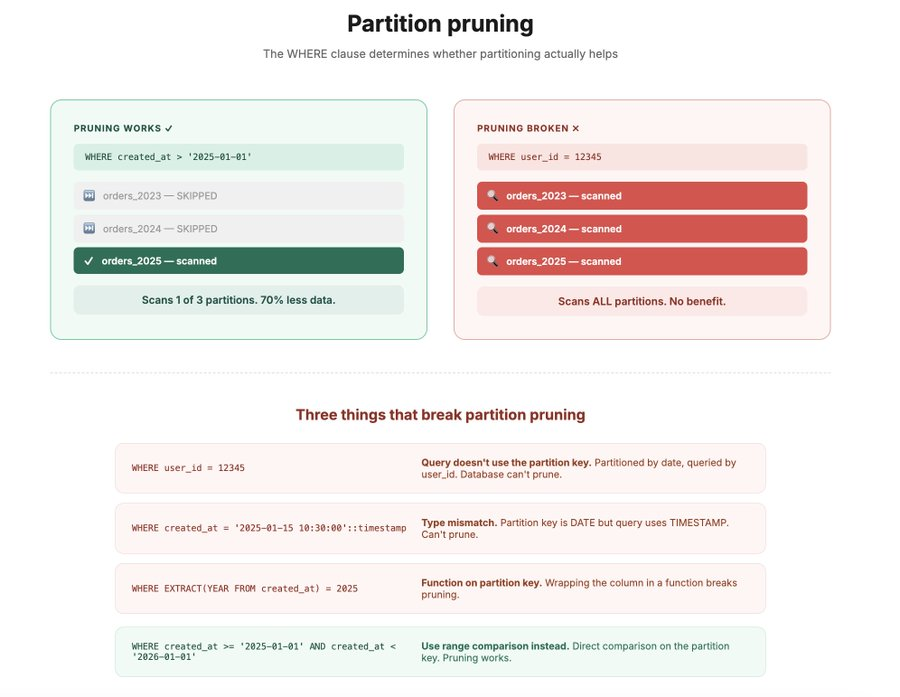 Partition pruning
The WHERE clause determines whether partitioning actually helps
PRUNING WORKS ✓
WHERE created_at > '2025-01-01'
⏭ orders_2023 — SKIPPED
⏭ orders_2024 — SKIPPED
✓ orders_2025 — scanned
Scans 1 of 3 partitions. 70% less data.
PRUNING BROKEN ✕
WHERE user_id = 12345
🔍 orders_2023 — scanned
🔍 orders_2024 — scanned
🔍 orders_2025 — scanned
Scans ALL partitions. No benefit.
Three things that break partition pruning
WHERE user_id = 12345
Query doesn't use the partition key. Partitioned by date, queried by
user_id. Database can't prune.
WHERE created_at = '2025-01-15 10:30:00'::timestamp
Type mismatch. Partition key is DATE but query uses TIMESTAMP.
Can't prune.
WHERE EXTRACT(YEAR FROM created_at) = 2025
Function on partition key. Wrapping the column in a function breaks
pruning.
WHERE created_at >= '2025-01-01' AND created_at <
'2026-01-01'
Use range comparison instead. Direct comparison on the partition
key. Pruning works.